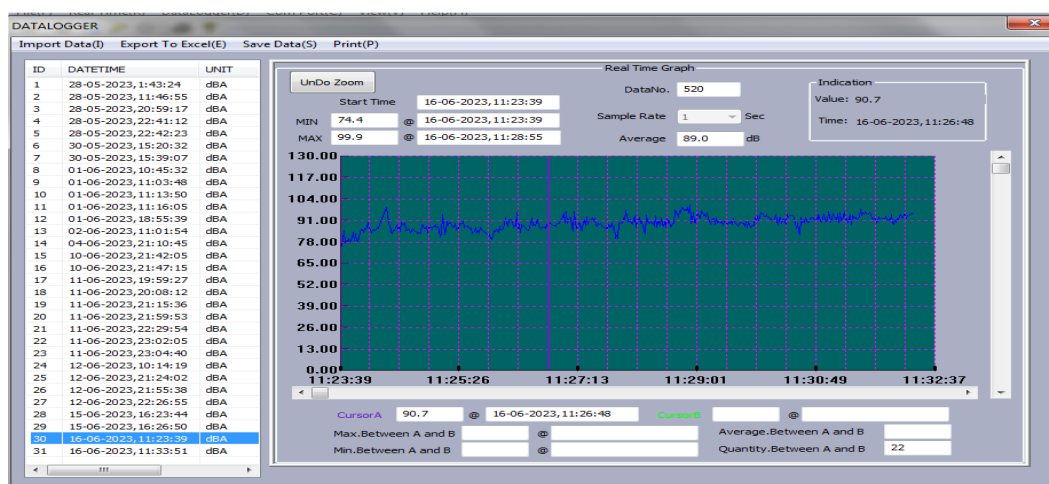 DATALOGGER
Import Data(I) Export To Excel(E) Save Data(S) Print(P)
ID DATETIME UNIT
1 28-05-2023,1:43:24 dBA
2 28-05-2023,11:46:55 dBA
3 28-05-2023,20:59:17 dBA
4 28-05-2023,22:41:12 dBA
5 28-05-2023,22:42:23 dBA
6 30-05-2023,15:20:32 dBA
7 30-05-2023,15:39:07 dBA
8 01-06-2023,10:45:32 dBA
9 01-06-2023,11:03:48 dBA
10 01-06-2023,11:13:50 dBA
11 01-06-2023,11:16:05 dBA
12 01-06-2023,18:55:39 dBA
13 02-06-2023,11:01:54 dBA
14 04-06-2023,21:10:45 dBA
15 10-06-2023,21:42:05 dBA
16 10-06-2023,21:47:15 dBA
17 11-06-2023,19:59:27 dBA
18 11-06-2023,20:08:12 dBA
19 11-06-2023,21:15:36 dBA
20 11-06-2023,21:59:53 dBA
21 11-06-2023,22:29:54 dBA
22 11-06-2023,23:02:05 dBA
23 11-06-2023,23:04:40 dBA
24 12-06-2023,10:14:19 dBA
25 12-06-2023,21:24:02 dBA
26 12-06-2023,21:55:38 dBA
27 12-06-2023,22:26:55 dBA
28 15-06-2023,16:23:44 dBA
29 15-06-2023,16:26:50 dBA
30 16-06-2023,11:23:39 dBA
31 16-06-2023,11:33:51 dBA
Real Time Graph
UnDo Zoom
DataNo. 520
Start Time 16-06-2023,11:23:39
MIN 74.4 @ 16-06-2023,11:23:39
Sample Rate 1 Sec
MAX 99.9 @ 16-06-2023,11:28:55
Average 89.0 dB
Indication
Value: 90.7
Time: 16-06-2023,11:26:48
130.00
117.00
104.00
91.00
78.00
65.00
52.00
39.00
26.00
13.00
0.00
11:23:39 11:25:26 11:27:13 11:29:01 11:30:49 11:32:37
CursorA 90.7 @ 16-06-2023,11:26:48 CursorB @
Max.Between A and B @ Average.Between A and B
Min.Between A and B @ Quantity.Between A and B 22